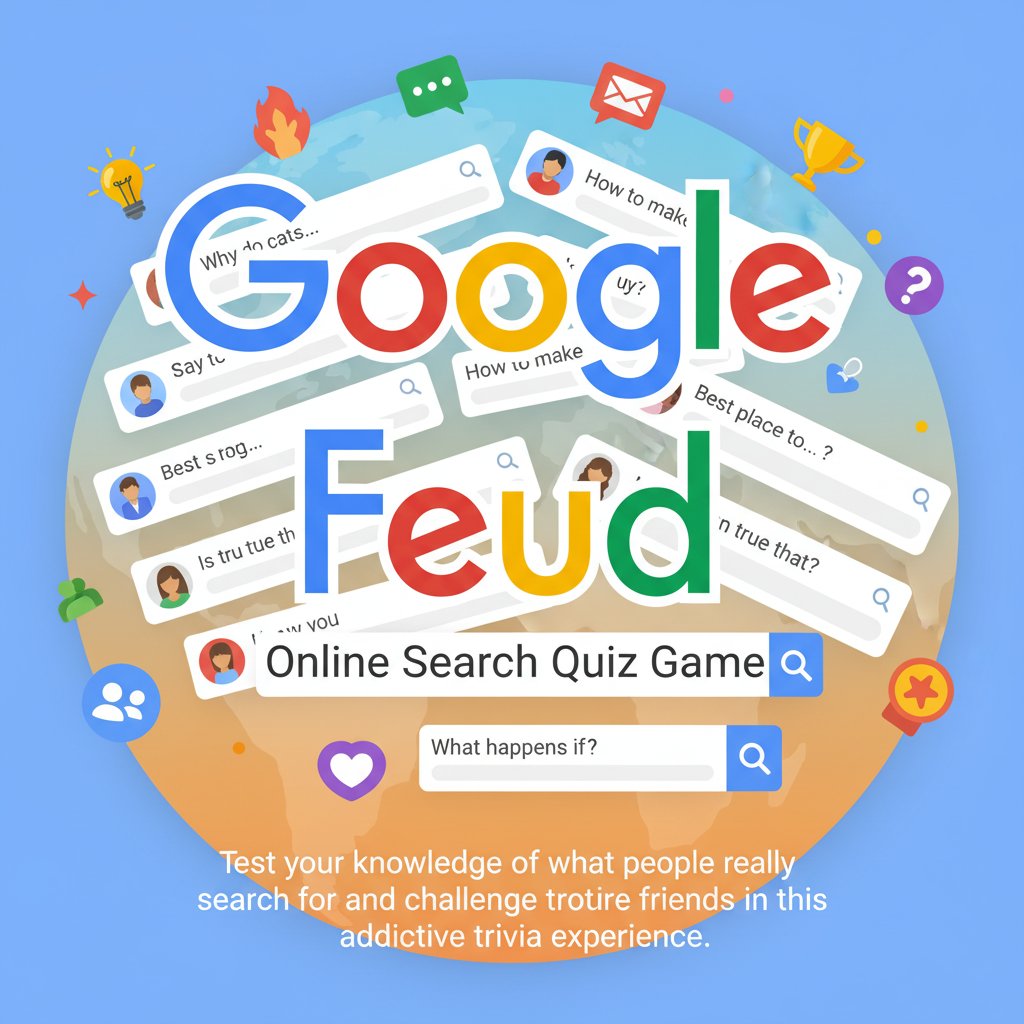 Why do cats...
How to make
Google
uy?
Say to
How to make
Best place to... ?
Best s rog...
Feud
Is tru tue th
n true that?
you
Online Search Quiz Game
What happens if?
Test your knowledge of what people really
search for and challenge trotire friends in this
addictive trivia experience.